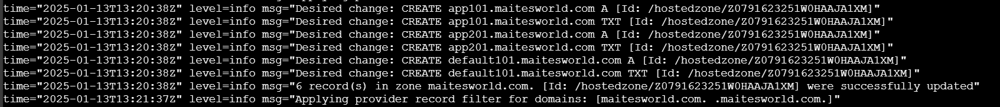 time="2025-01-13T13:20:38Z" level=info msg="Desired change: CREATE app101.maitesworld.com A [Id: /hostedzone/Z0791623251W0HAAJA1XM]"
time="2025-01-13T13:20:38Z" level=info msg="Desired change: CREATE app101.maitesworld.com TXT [Id: /hostedzone/Z0791623251W0HAAJA1XM]"
time="2025-01-13T13:20:38Z" level=info msg="Desired change: CREATE app201.maitesworld.com A [Id: /hostedzone/Z0791623251W0HAAJA1XM]"
time="2025-01-13T13:20:38Z" level=info msg="Desired change: CREATE app201.maitesworld.com TXT [Id: /hostedzone/Z0791623251W0HAAJA1XM]"
time="2025-01-13T13:20:38Z" level=info msg="Desired change: CREATE default101.maitesworld.com A [Id: /hostedzone/Z0791623251W0HAAJA1XM]"
time="2025-01-13T13:20:38Z" level=info msg="Desired change: CREATE default101.maitesworld.com TXT [Id: /hostedzone/Z0791623251W0HAAJA1XM]"
time="2025-01-13T13:20:38Z" level=info msg="6 record(s) in zone maitesworld.com. [Id: /hostedzone/Z0791623251W0HAAJA1XM] were successfully updated"
time="2025-01-13T13:21:37Z" level=info msg="Applying provider record filter for domains: [maitesworld.com. .maitesworld.com.]"